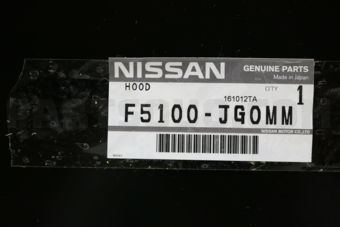 NISSAN GENUINE PARTS
Made in Japan
HOOD QTY 1
161012TA
F5100-JG0MM
NISSAN MOTOR CO.,LTD